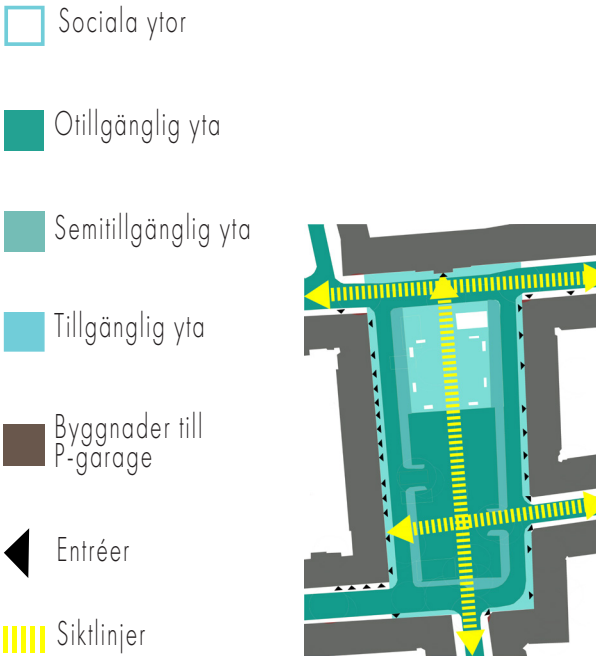 Sociala ytor
Otillgänglig yta
Semitillgänglig yta
Tillgänglig yta
Byggnader till
P-garage
Entréer
Siktlinjer